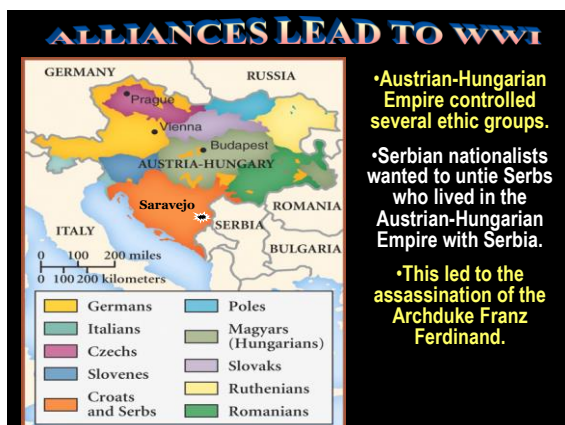 ALLIANCES LEAD TO WWI
GERMANY
RUSSIA
Prague
Vienna
Budapest
AUSTRIA-HUNGARY
Saravejo
ROMANIA
ITALY
SERBIA
BULGARIA
0 100 200 miles
0 100 200 kilometers
Germans
Italians
Czechs
Slovenes
Croats
and Serbs
Poles
Magyars
(Hungarians)
Slovaks
Ruthenians
Romanians
•Austrian-Hungarian
Empire controlled
several ethic groups.
•Serbian nationalists
wanted to untie Serbs
who lived in the
Austrian-Hungarian
Empire with Serbia.
•This led to the
assassination of the
Archduke Franz
Ferdinand.